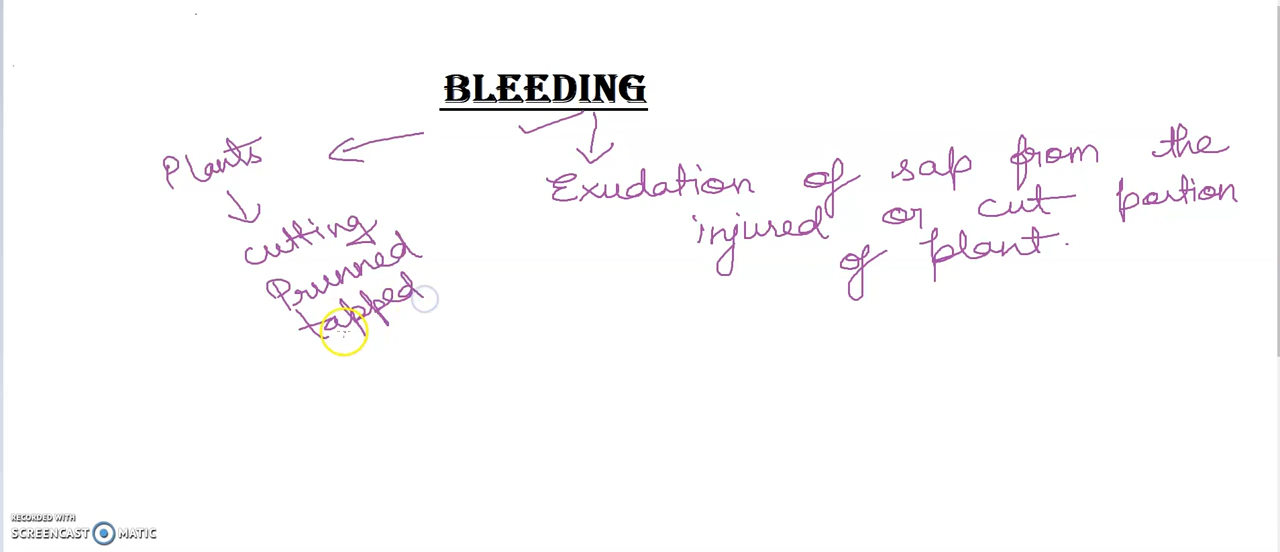 BLEEDING
Plants
cutting
Prunned
tapped
Exudation of sap from the
injured or cut portion
of plant.
RECORDED WITH
SCREENCAST MATIC